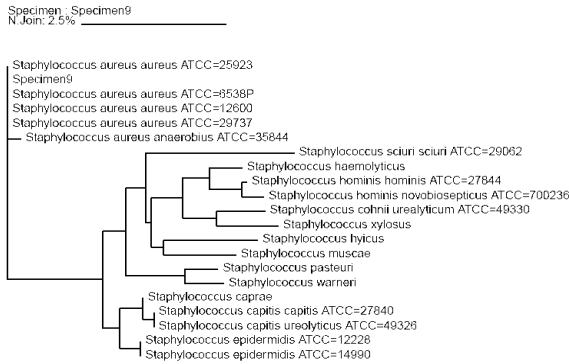 Specimen : Specimen9
N.Join: 2.5%
Staphylococcus aureus aureus ATCC=25923
Specimen9
Staphylococcus aureus aureus ATCC=6538P
Staphylococcus aureus aureus ATCC=12600
Staphylococcus aureus aureus ATCC=29737
Staphylococcus aureus anaerobius ATCC=35844
Staphylococcus sciuri sciuri ATCC=29062
Staphylococcus haemolyticus
Staphylococcus hominis hominis ATCC=27844
Staphylococcus hominis novobiosepticus ATCC=700236
Staphylococcus cohnii urealyticum ATCC=49330
Staphylococcus xylosus
Staphylococcus hyicus
Staphylococcus muscae
Staphylococcus pasteuri
Staphylococcus warneri
Staphylococcus caprae
Staphylococcus capitis capitis ATCC=27840
Staphylococcus capitis ureolyticus ATCC=49326
Staphylococcus epidermidis ATCC=12228
Staphylococcus epidermidis ATCC=14990